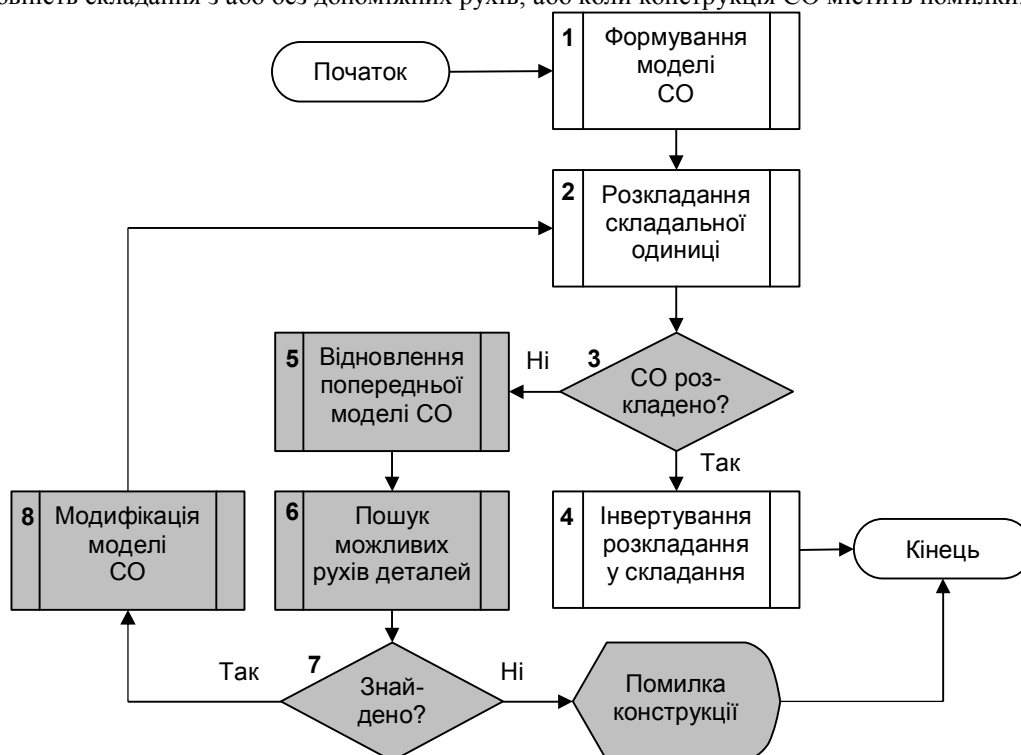 овність складання з або без допоміжних рухів, або коли конструкція СО містить помилки
Початок
1
Формування
моделі
СО
2
Розкладання
складальної
одиниці
3
СО роз-
кладено?
Ні
Так
5
Відновлення
попередньої
моделі СО
6
Пошук
можливих
рухів деталей
8
Модифікація
моделі
СО
4
Інвертування
розкладання
у складання
Кінець
7
Знай-
дено?
Так
Ні
Помилка
конструкції